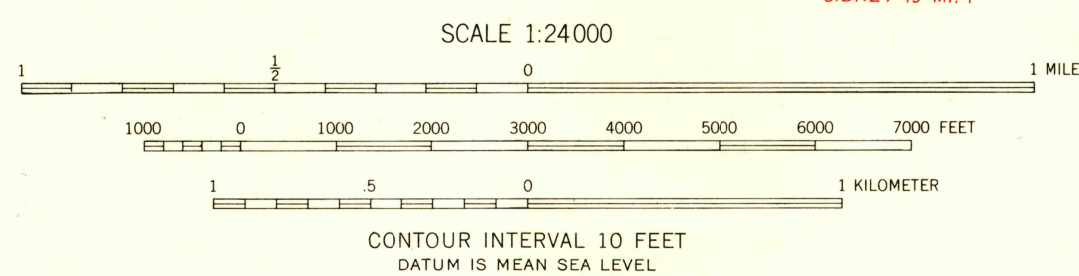 SCALE 1:24000
1 1/2 0 1 MILE
1000 0 1000 2000 3000 4000 5000 6000 7000 FEET
1 .5 0 1 KILOMETER
CONTOUR INTERVAL 10 FEET
DATUM IS MEAN SEA LEVEL